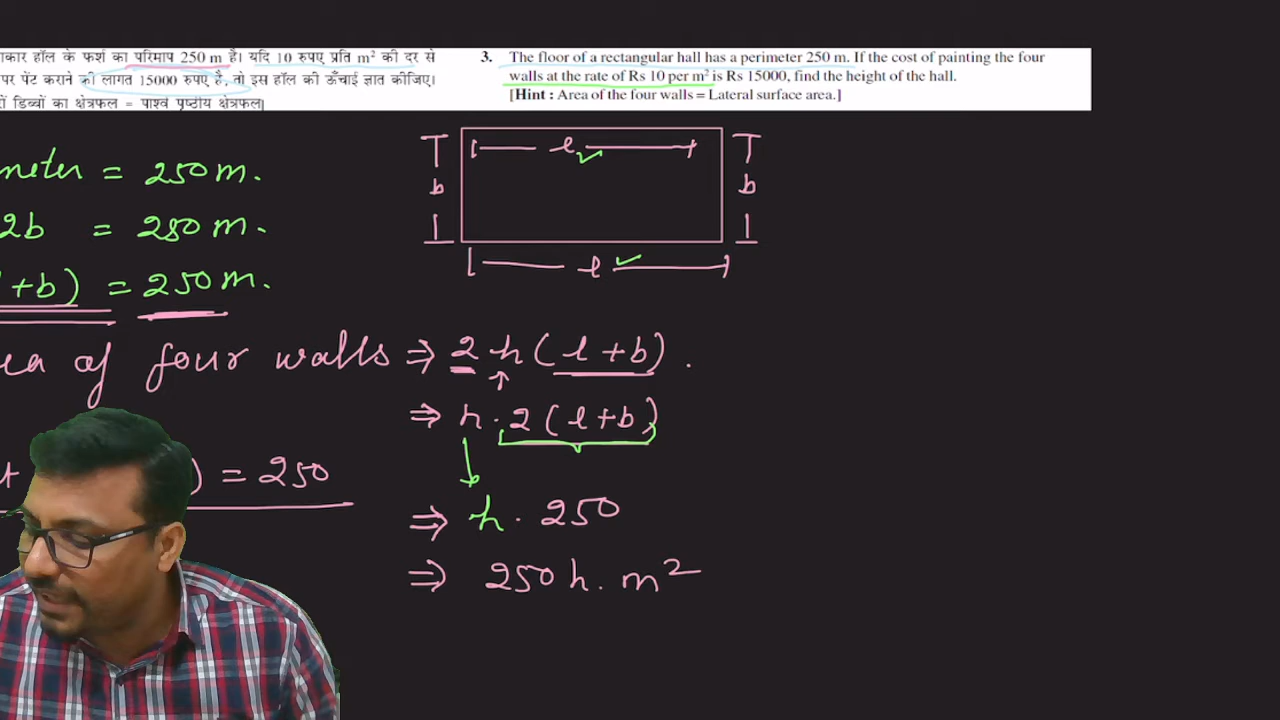 ाकार हॉल के फर्श का परिमाप 250 m है। यदि 10 रुपए प्रति m² की दर से
पर पेंट कराने की लागत 15000 रुपए है, तो इस हॉल की ऊँचाई ज्ञात कीजिए।
ों डिब्बों का क्षेत्रफल = पार्श्व पृष्ठीय क्षेत्रफल]
3. The floor of a rectangular hall has a perimeter 250 m. If the cost of painting the four
walls at the rate of Rs 10 per m² is Rs 15000, find the height of the hall.
[Hint : Area of the four walls = Lateral surface area.]
meter = 250 m.
2b = 250 m.
+b) = 250 m.
l
b
b
l
ea of four walls ⇒ 2 h (l + b).
⇒ h · 2 (l + b)
) = 250
⇒ h · 250
⇒ 250 h. m²